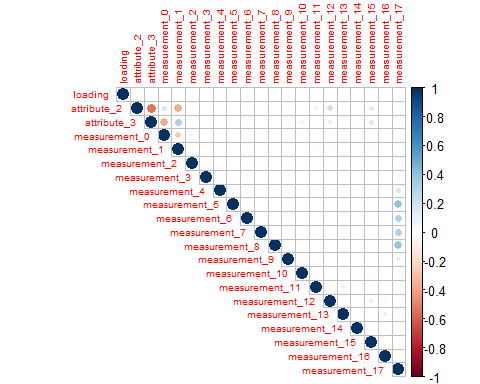 loading
attribute_2
attribute_3
measurement_0
measurement_1
measurement_2
measurement_3
measurement_4
measurement_5
measurement_6
measurement_7
measurement_8
measurement_9
measurement_10
measurement_11
measurement_12
measurement_13
measurement_14
measurement_15
measurement_16
measurement_17
loading
attribute_2
attribute_3
measurement_0
measurement_1
measurement_2
measurement_3
measurement_4
measurement_5
measurement_6
measurement_7
measurement_8
measurement_9
measurement_10
measurement_11
measurement_12
measurement_13
measurement_14
measurement_15
measurement_16
measurement_17
1
0.8
0.6
0.4
0.2
0
-0.2
-0.4
-0.6
-0.8
-1